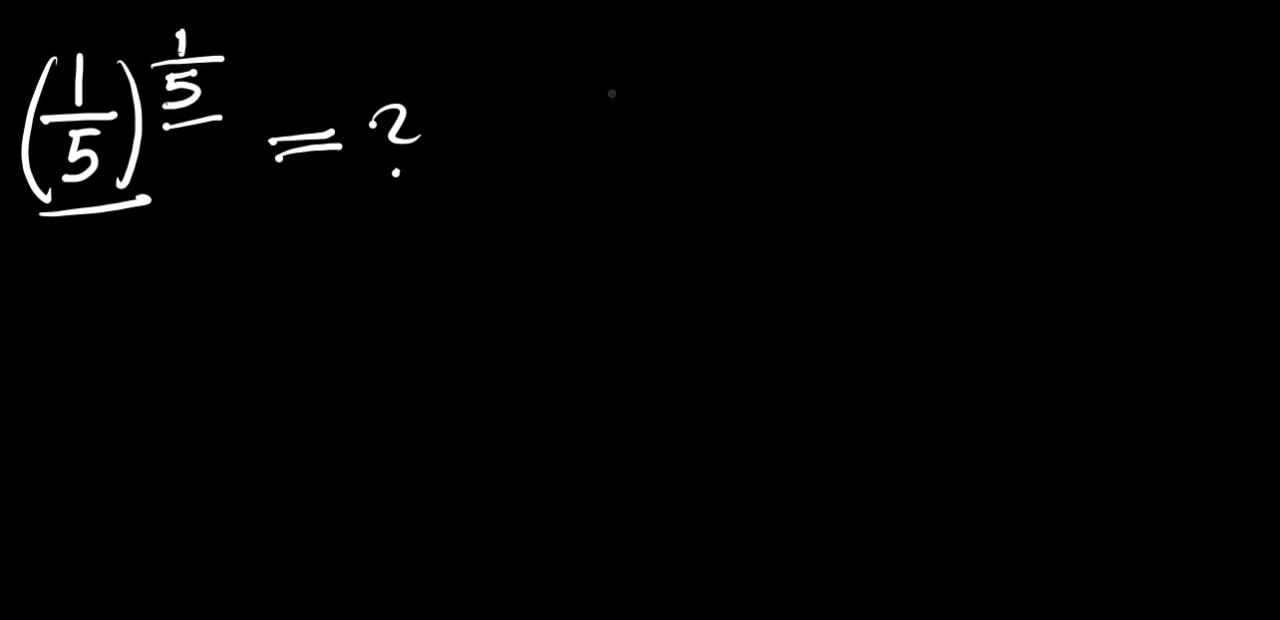 (1/5)^(1/5) = ?